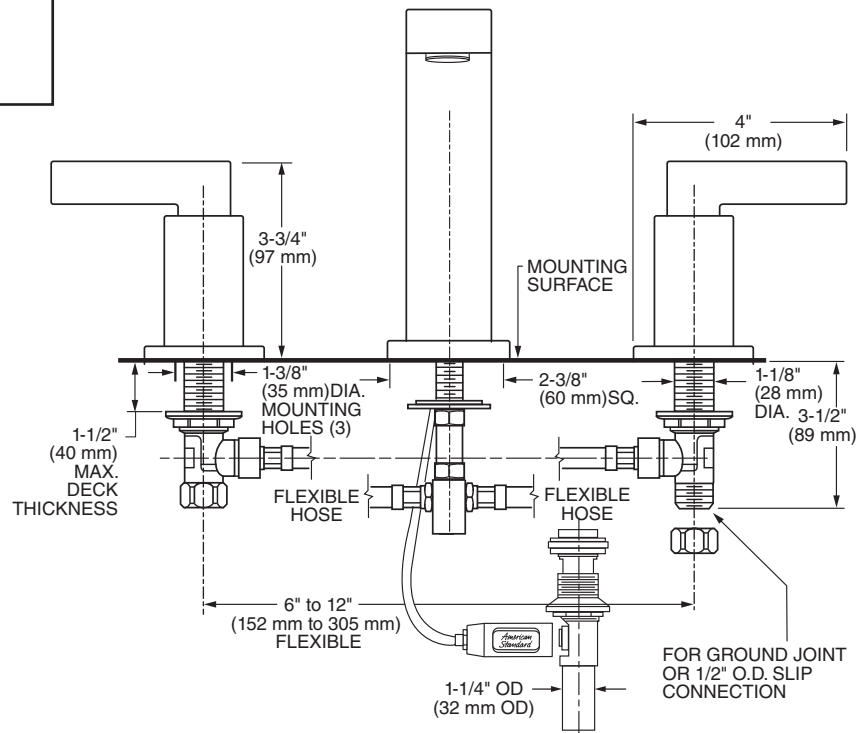 4"
(102 mm)
3-3/4"
(97 mm)
MOUNTING
SURFACE
1-3/8"
(35 mm)DIA.
MOUNTING
HOLES (3)
2-3/8"
(60 mm)SQ.
1-1/8"
(28 mm)
DIA.
3-1/2"
(89 mm)
1-1/2"
(40 mm)
MAX.
DECK
THICKNESS
FLEXIBLE
HOSE
FLEXIBLE
HOSE
6" to 12"
(152 mm to 305 mm)
FLEXIBLE
American
Standard
FOR GROUND JOINT
OR 1/2" O.D. SLIP
CONNECTION
1-1/4" OD
(32 mm OD)